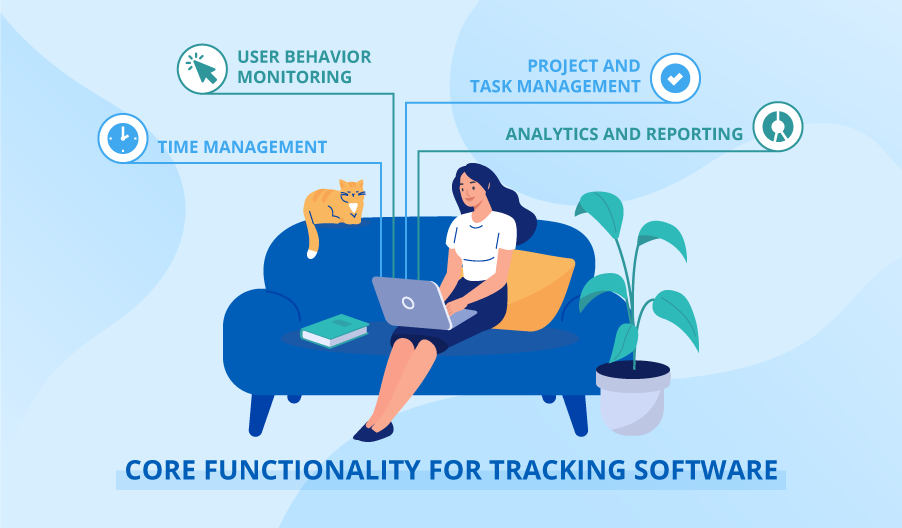 USER BEHAVIOR
MONITORING
PROJECT AND
TASK MANAGEMENT
TIME MANAGEMENT
ANALYTICS AND REPORTING
CORE FUNCTIONALITY FOR TRACKING SOFTWARE